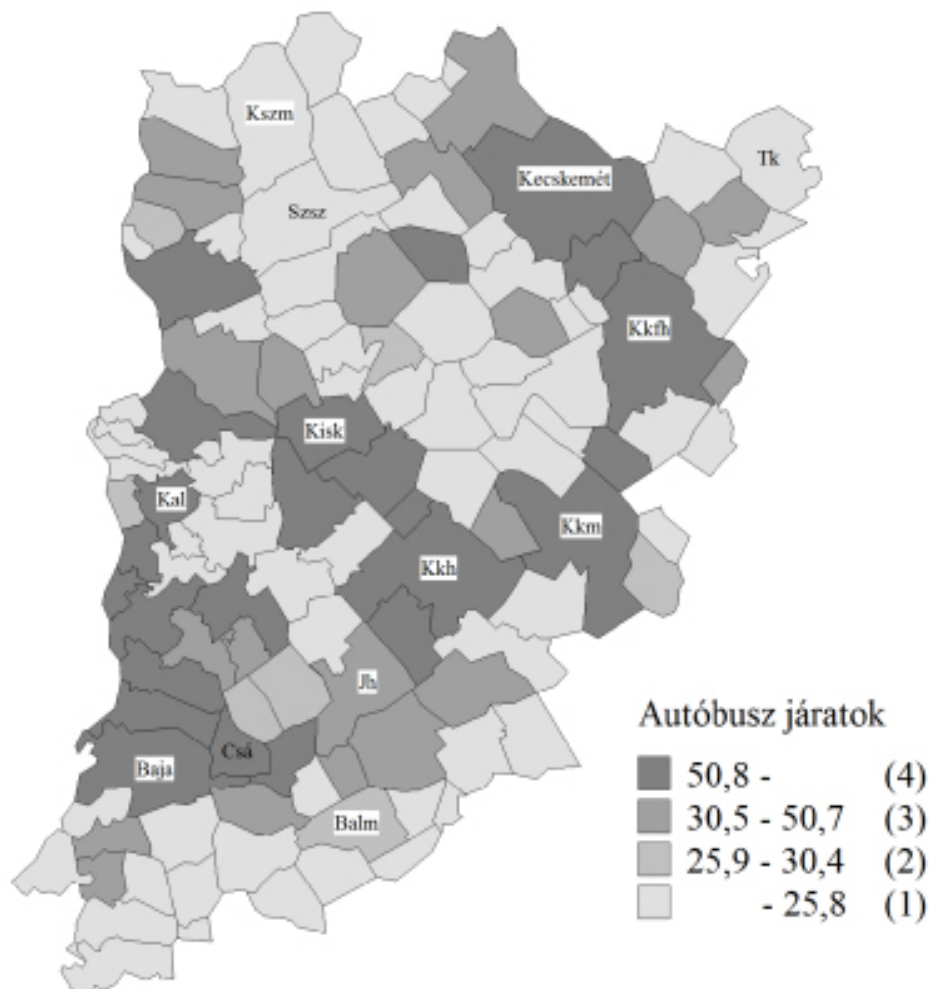 Kszm
Tk
Kecskemét
Szsz
Kkfh
Kisk
Kal
Kkm
Kkh
Jh
Csá
Baja
Balm
Autóbusz járatok
50,8 - (4)
30,5 - 50,7 (3)
25,9 - 30,4 (2)
- 25,8 (1)